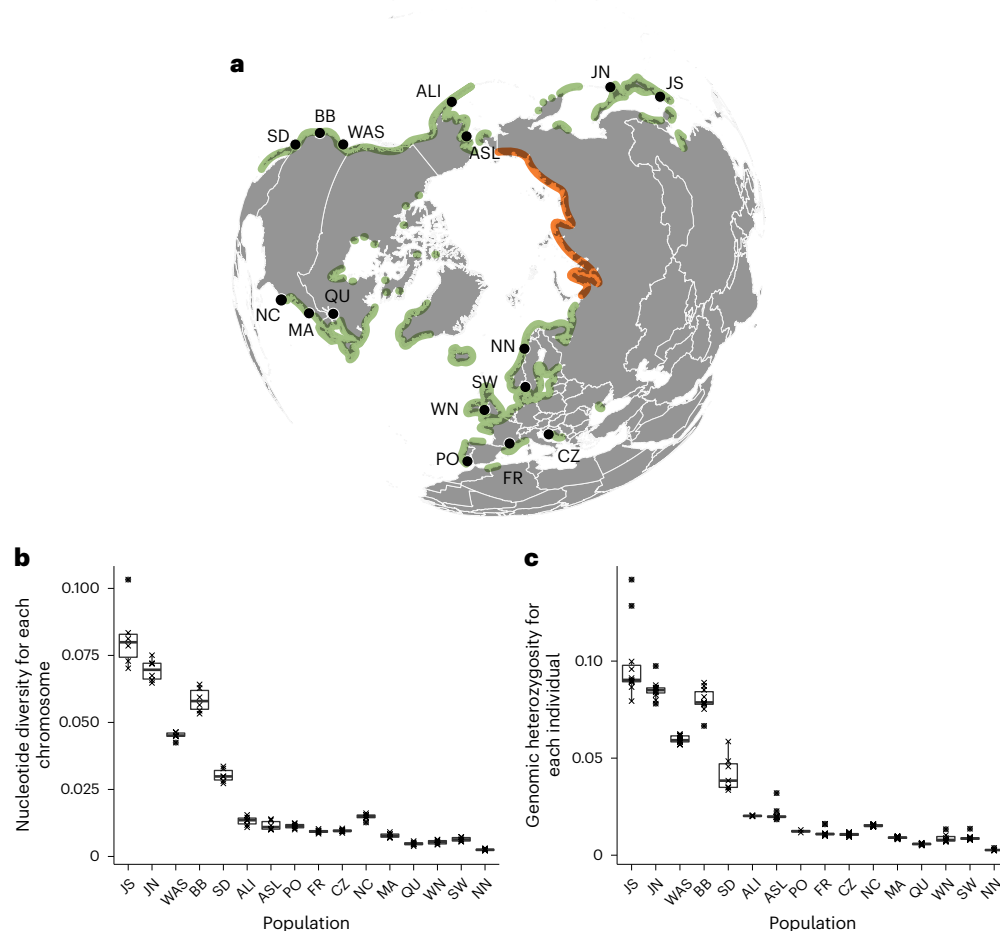 a
JN
JS
ALI
BB
SD
WAS
ASL
QU
NC
MA
NN
SW
WN
PO
CZ
FR
b
Nucleotide diversity for each
chromosome
0.100
0.075
0.050
0.025
0
JS JN WAS BB SD ALI ASL PO FR CZ NC MA QU WN SW NN
Population
c
Genomic heterozygosity for
each individual
0.10
0.05
0
JS JN WAS BB SD ALI ASL PO FR CZ NC MA QU WN SW NN
Population